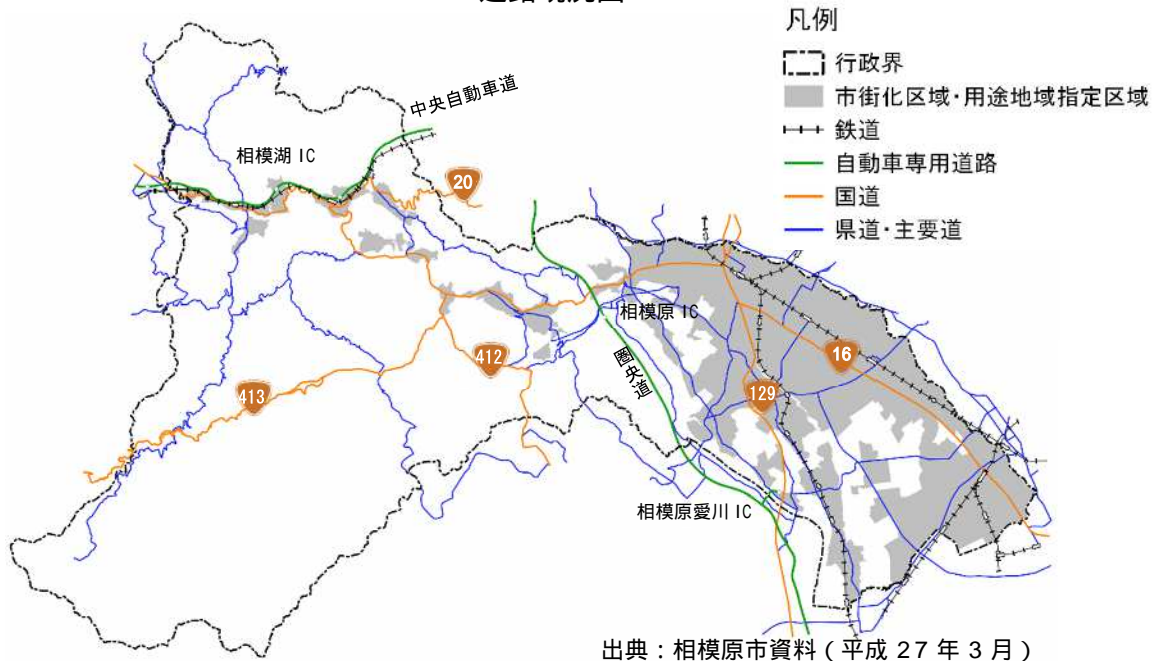 凡例
行政界
市街化区域・用途地域指定区域
鉄道
自動車専用道路
国道
県道・主要道
中央自動車道
相模湖 IC
20
相模原 IC
圏央道
412
413
16
129
相模原愛川 IC
出典：相模原市資料（平成 27 年 3 月）